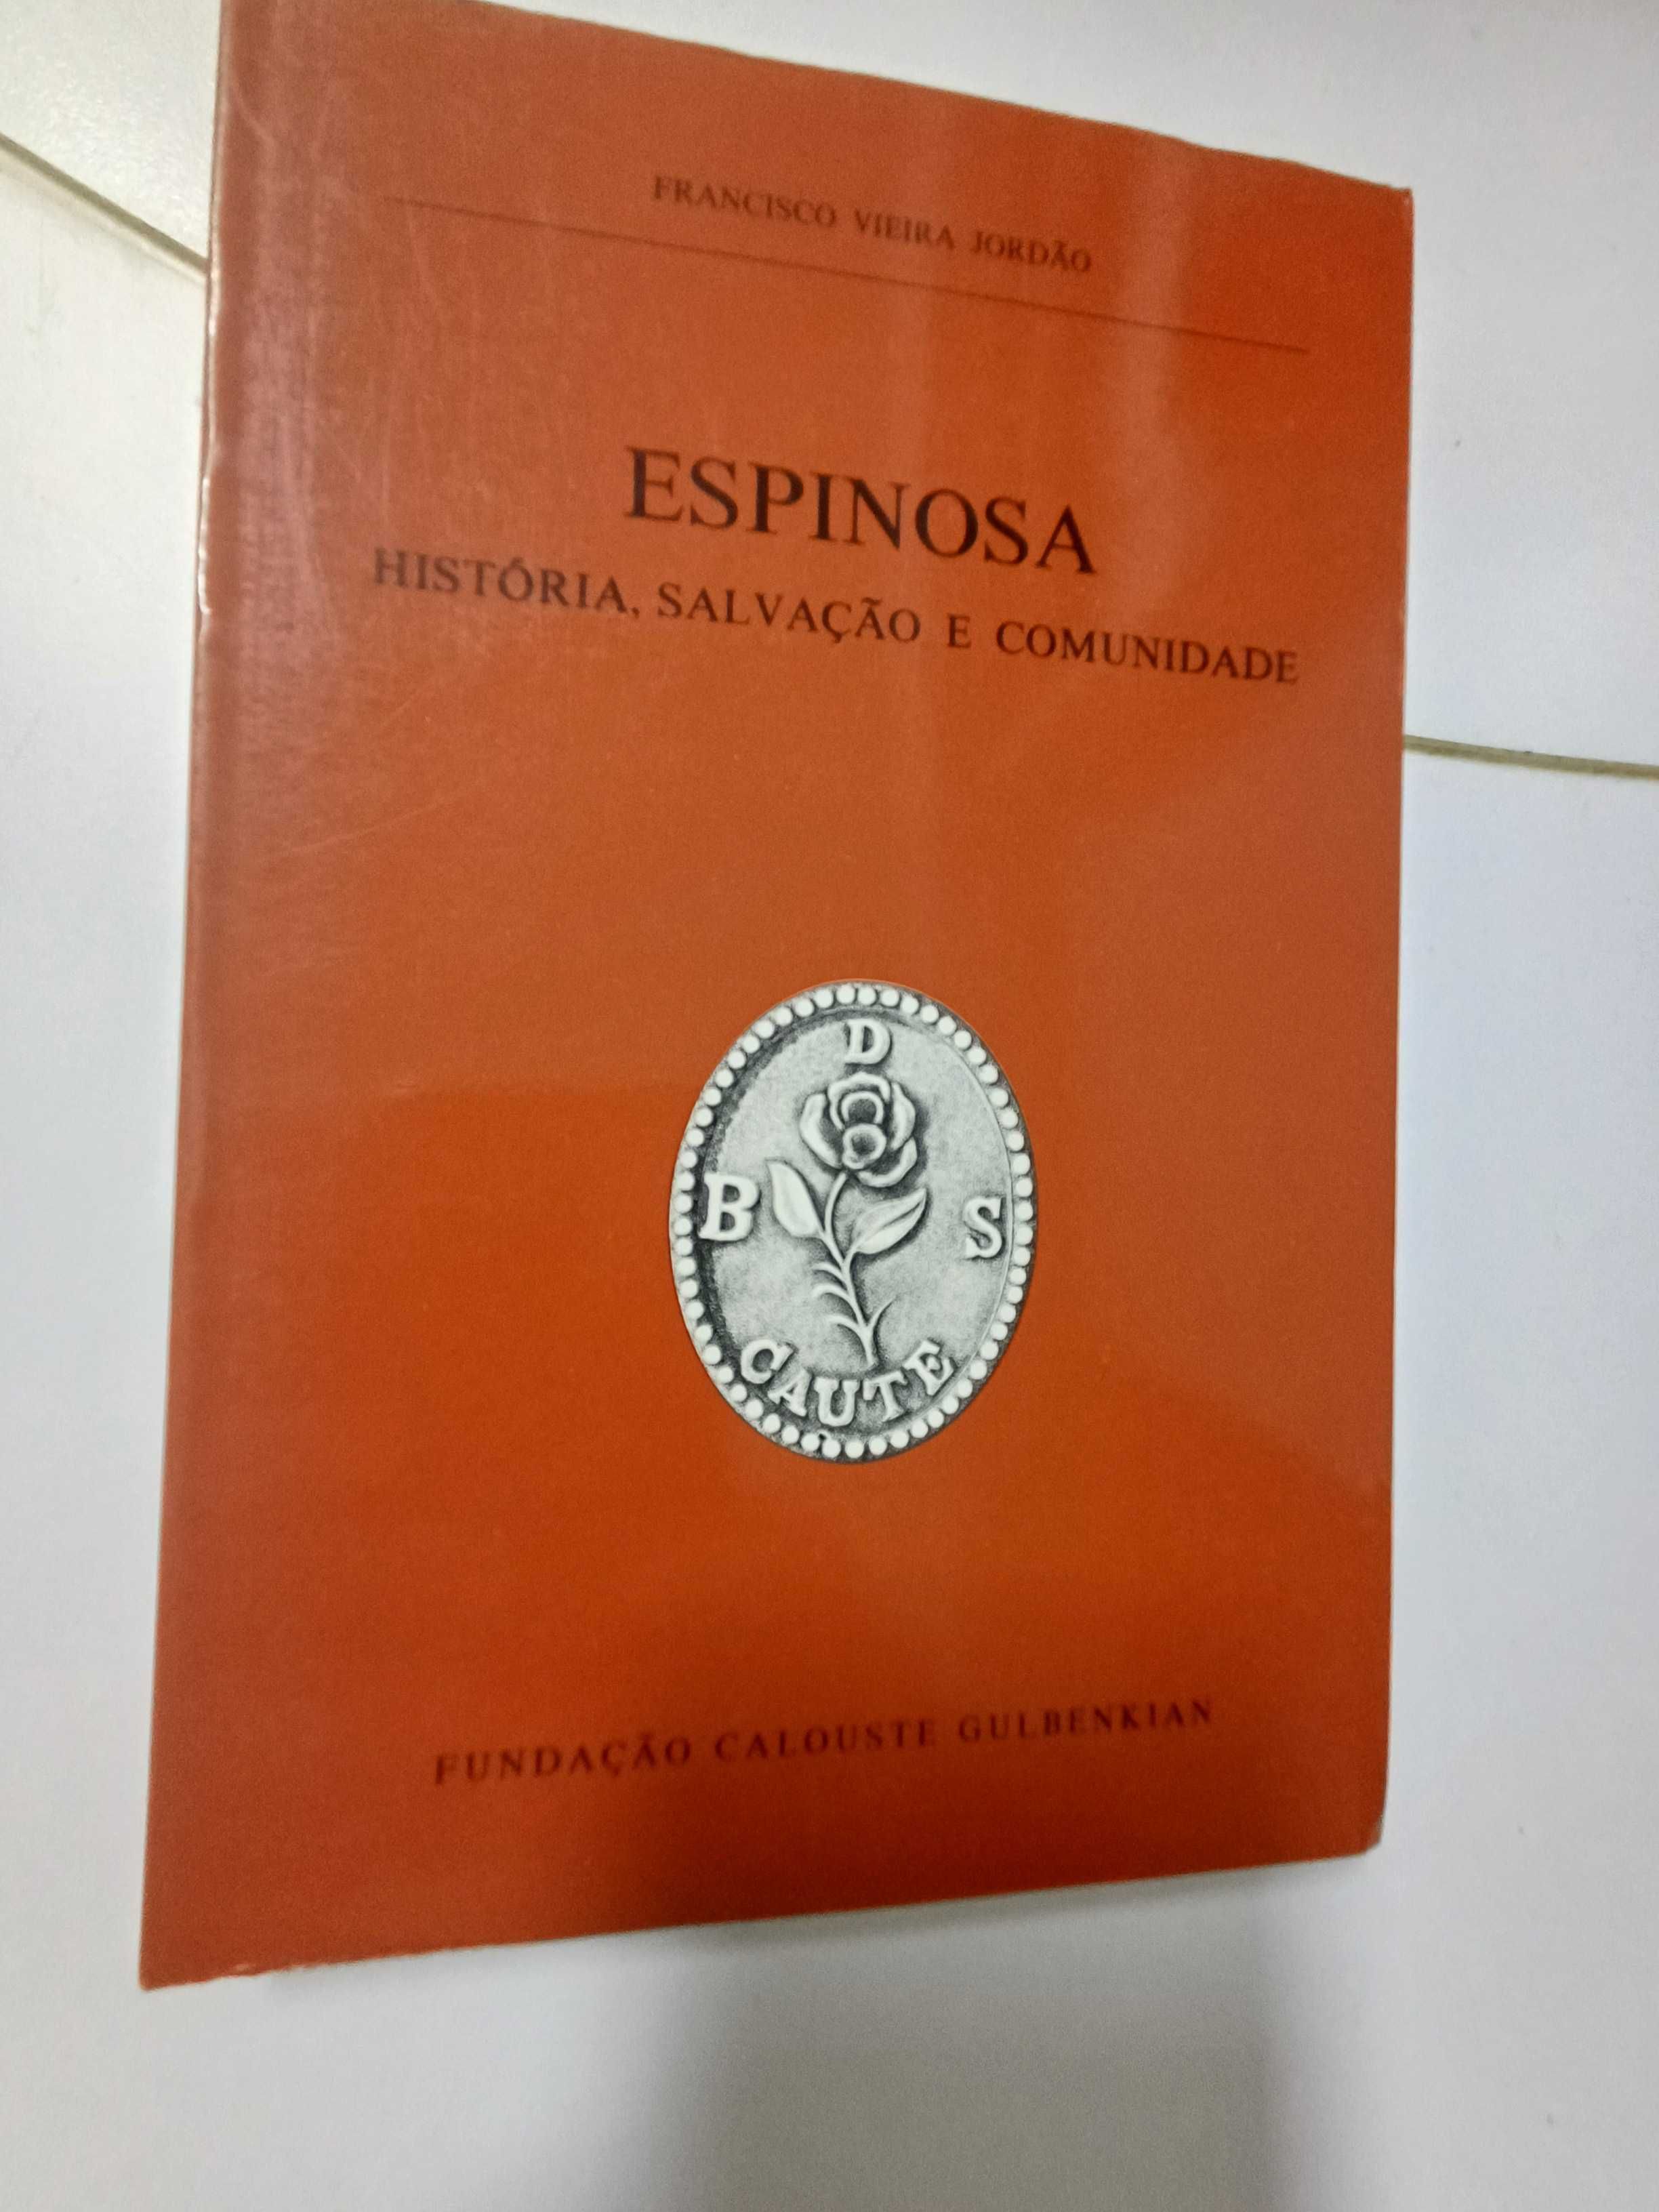 FRANCISCO VIEIRA JORDÃO
ESPINOSA
HISTÓRIA, SALVAÇÃO E COMUNIDADE
D
B S
CAUTE
FUNDAÇÃO CALOUSTE GULBENKIAN